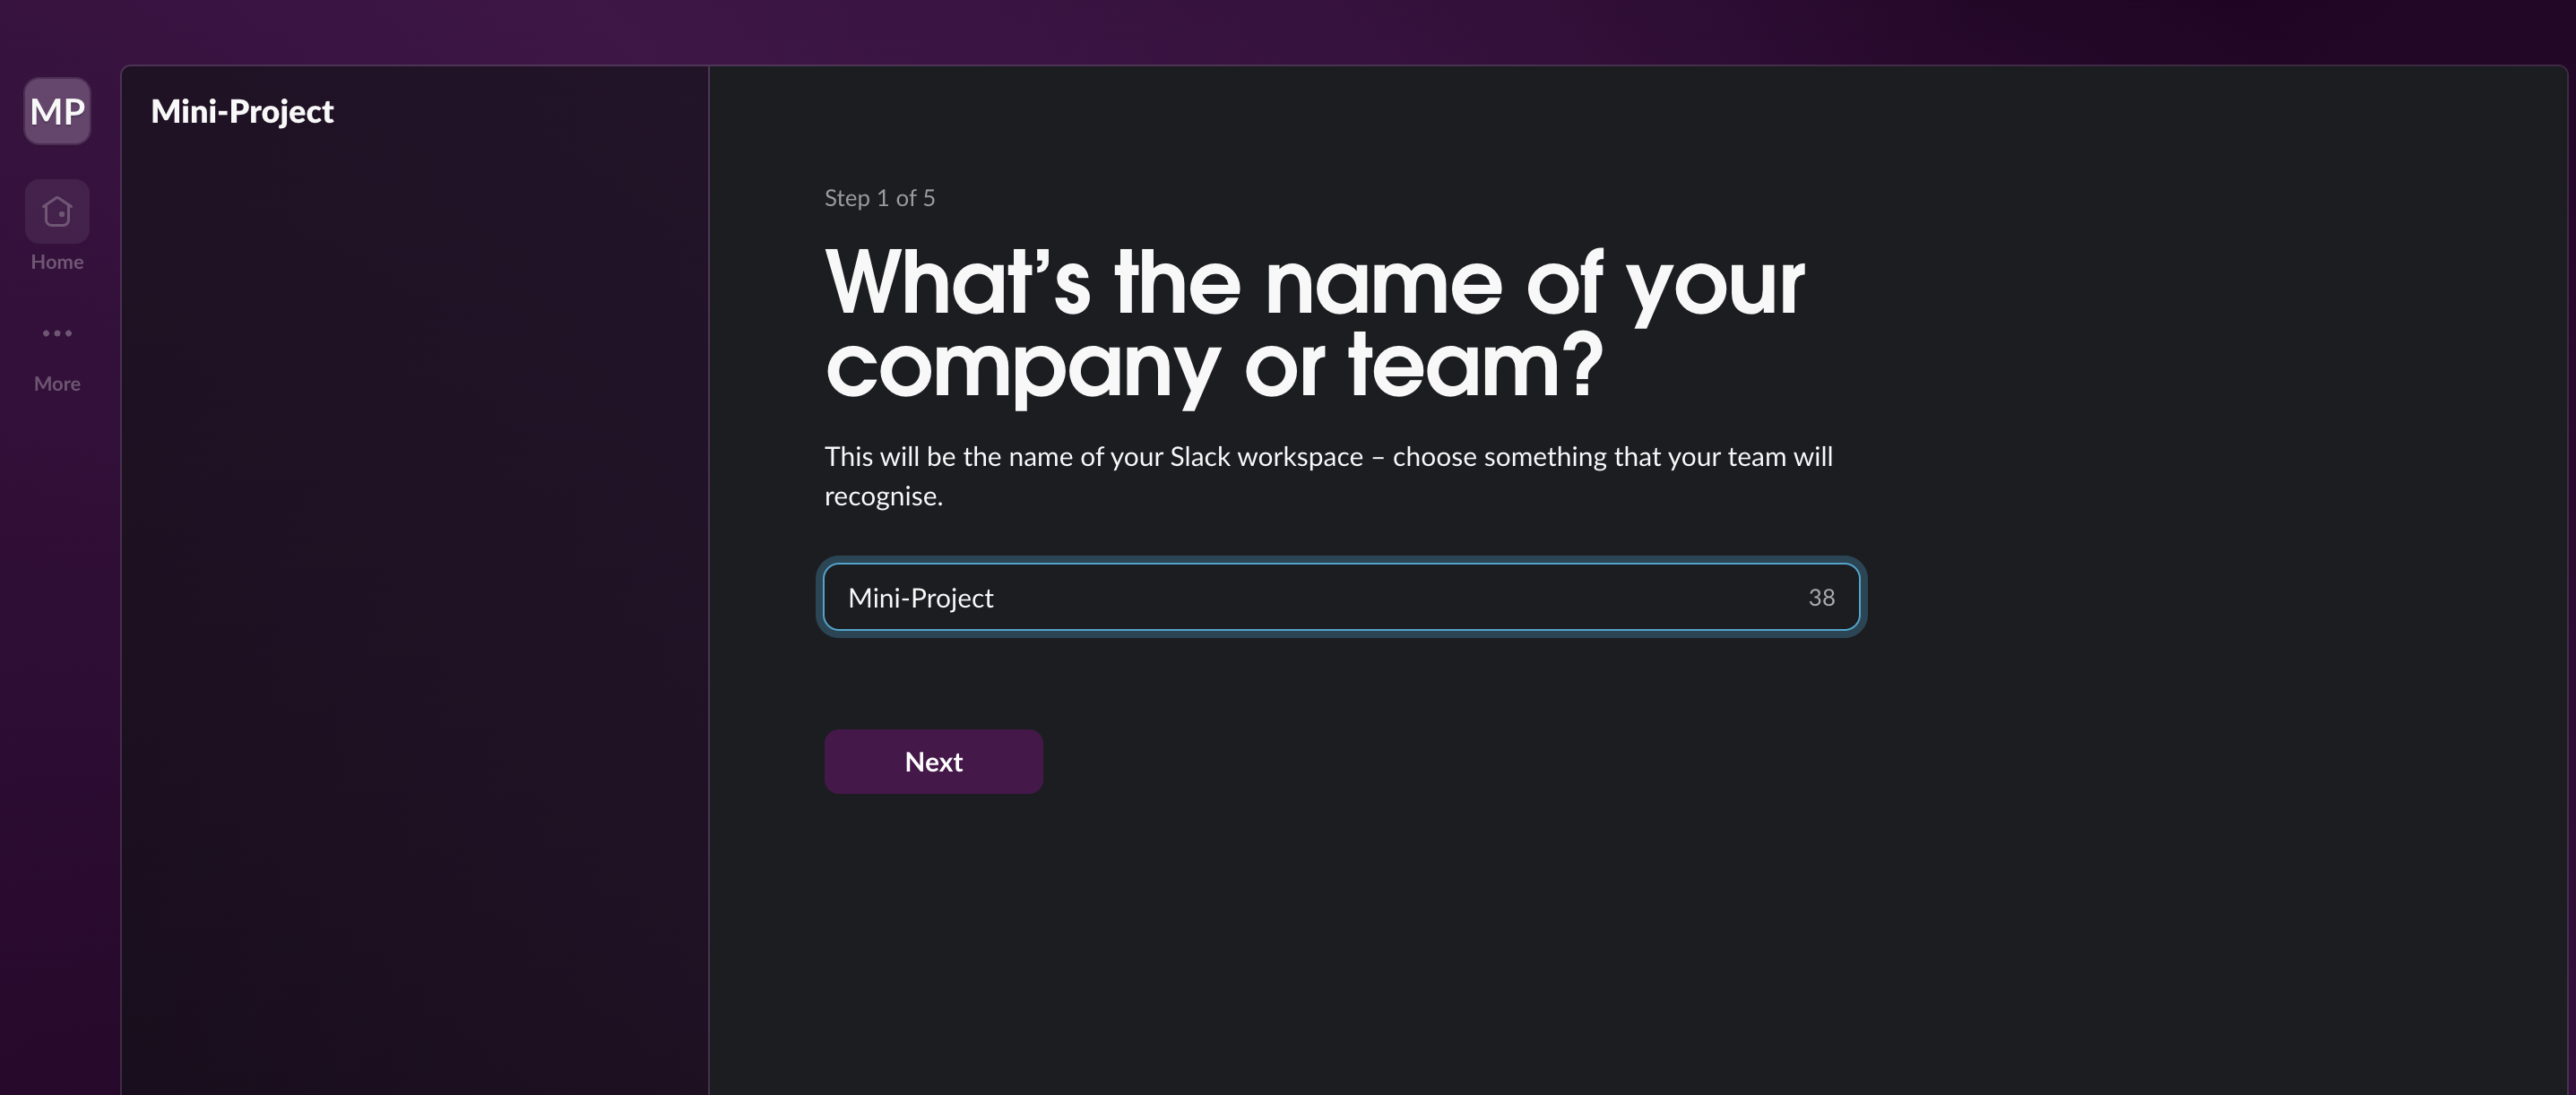 MP
Mini-Project
Home
More
Step 1 of 5
What’s the name of your
company or team?
This will be the name of your Slack workspace – choose something that your team will
recognise.
Mini-Project 38
Next